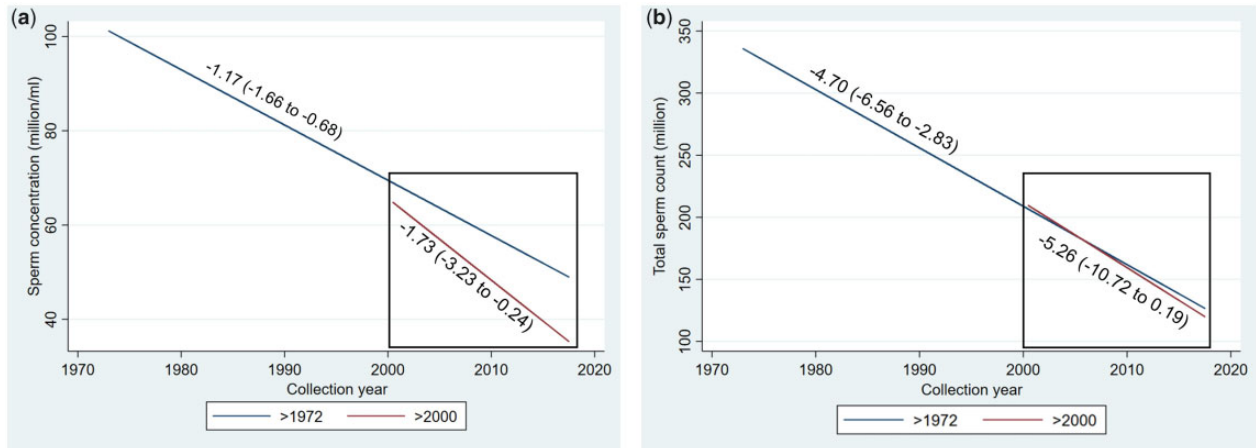 (a)
Sperm concentration (million/ml)
100
80
60
40
-1.17 (-1.66 to -0.68)
-1.73 (-3.23 to -0.24)
1970 1980 1990 2000 2010 2020
Collection year
>1972 >2000
(b)
Total sperm count (million)
350
300
250
200
150
100
-4.70 (-6.56 to -2.83)
-5.26 (-10.72 to 0.19)
1970 1980 1990 2000 2010 2020
Collection year
>1972 >2000